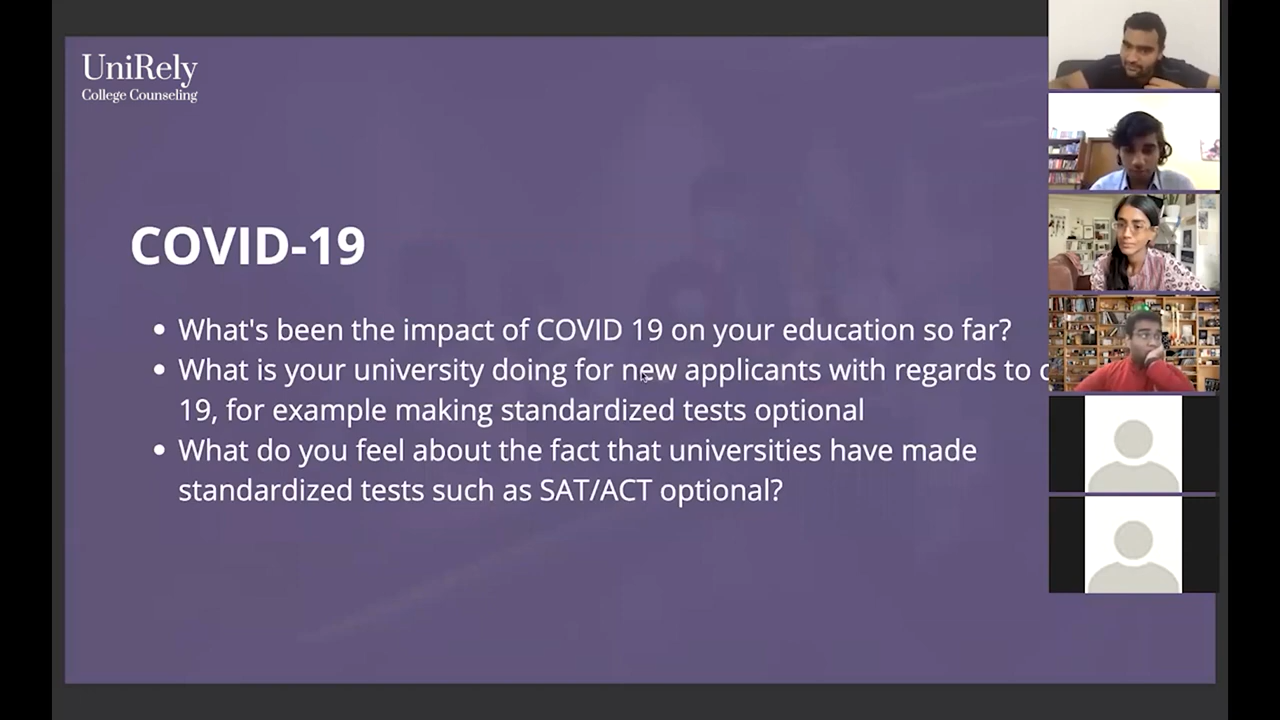 UniRely
College Counseling
COVID-19
• What's been the impact of COVID 19 on your education so far?
• What is your university doing for new applicants with regards to
19, for example making standardized tests optional
• What do you feel about the fact that universities have made
standardized tests such as SAT/ACT optional?